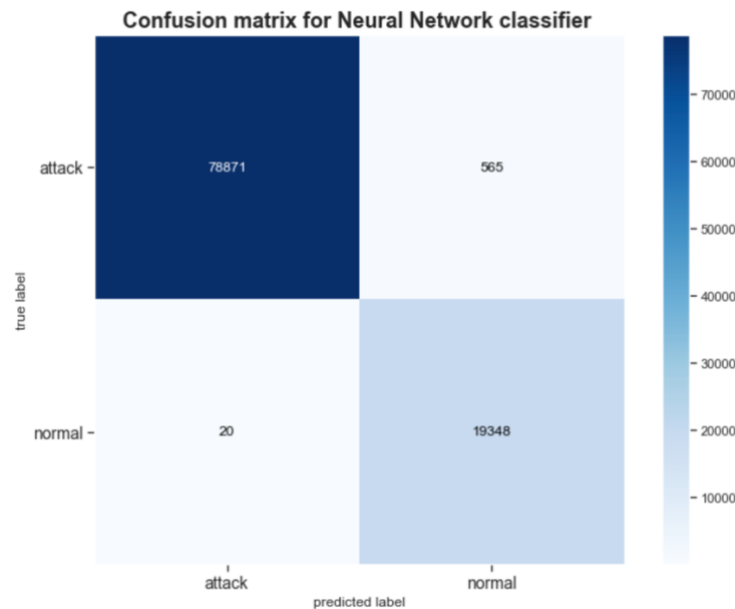 Confusion matrix for Neural Network classifier
attack
78871
565
normal
20
19348
attack
normal
true label
predicted label
70000
60000
50000
40000
30000
20000
10000